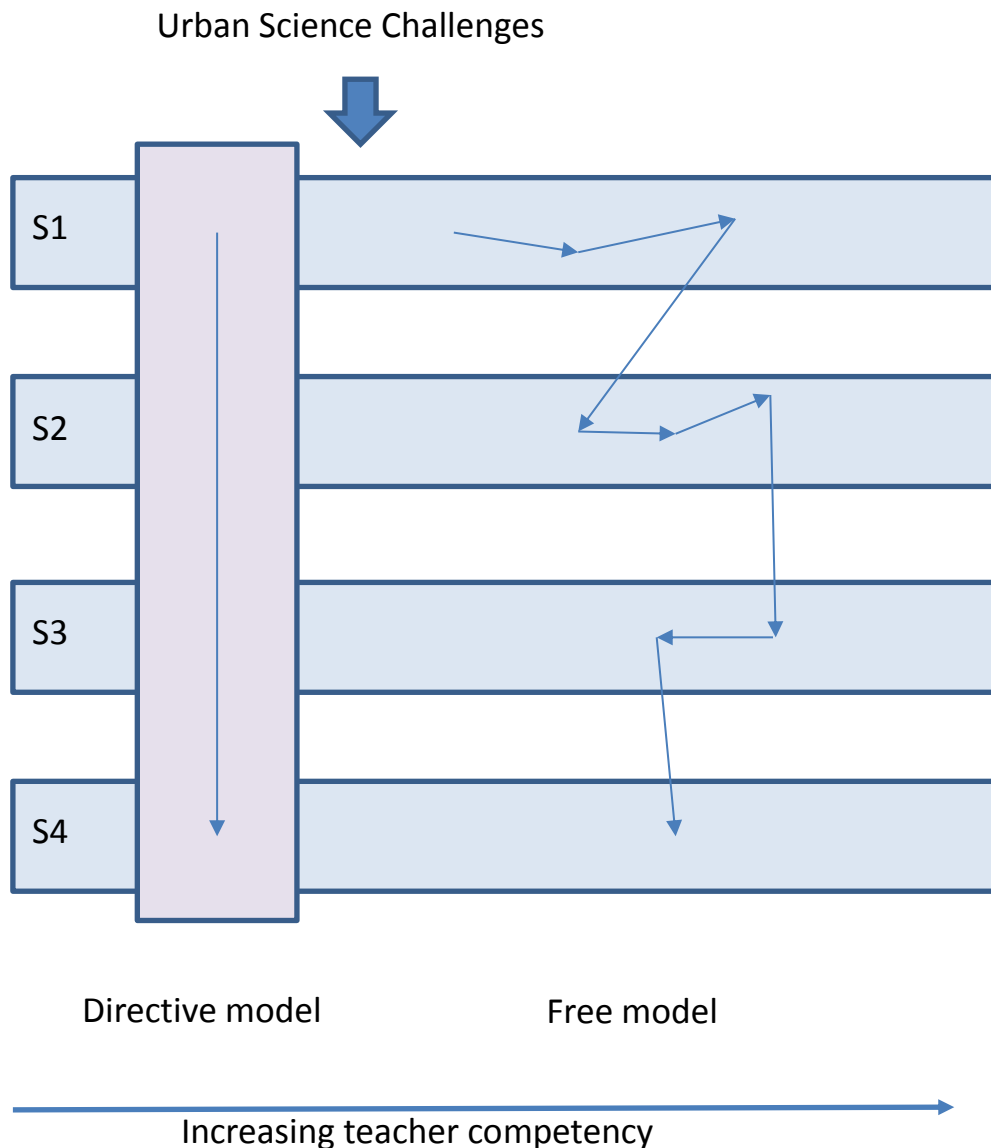 Urban Science Challenges
S1
S2
S3
S4
Directive model
Free model
Increasing teacher competency